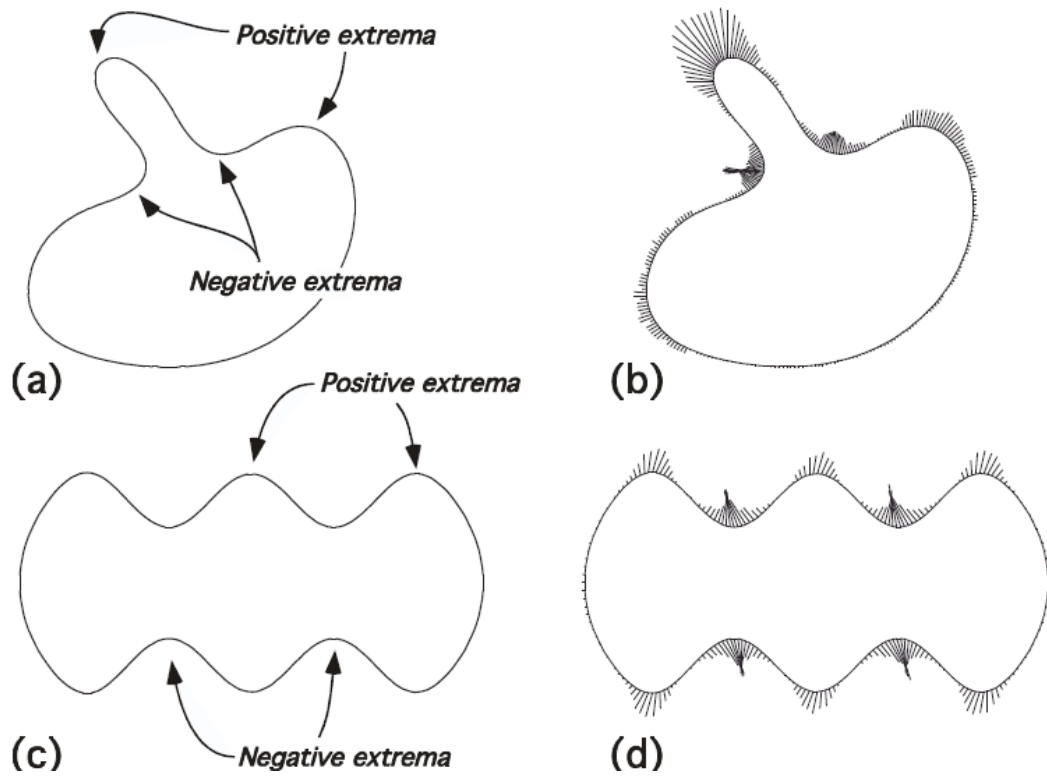 Positive extrema
Negative extrema
(a)
(b)
Positive extrema
Negative extrema
(c)
(d)